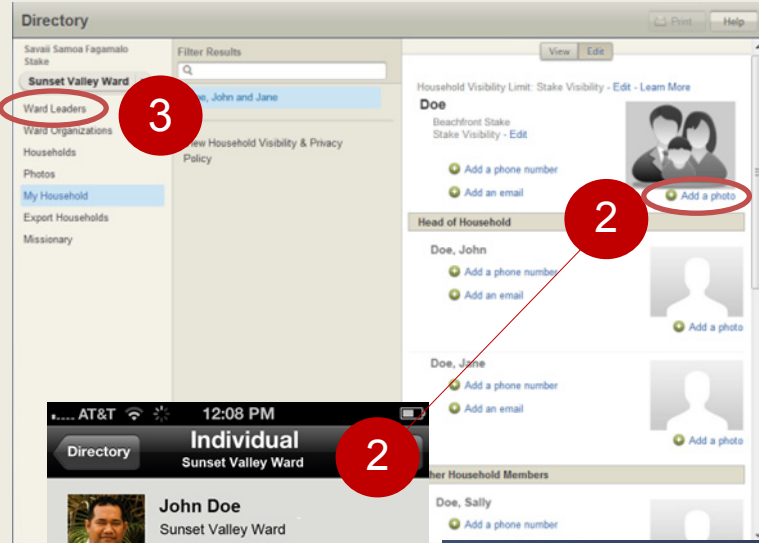 Directory
Print
Help
Savaii Samoa Fagamalo
Stake
Sunset Valley Ward
Ward Leaders
Ward Organizations
Households
Photos
My Household
Export Households
Missionary
3
Filter Results
John and Jane
Household Visibility & Privacy
Policy
View
Edit
Household Visibility Limit: Stake Visibility - Edit - Learn More
Doe
Beachfront Stake
Stake Visibility - Edit
Add a phone number
Add an email
Add a photo
2
Head of Household
Doe, John
Add a phone number
Add an email
Add a photo
Doe, Jane
Add a phone number
Add an email
Add a photo
Household Members
Doe, Sally
Add a phone number
AT&T
12:08 PM
Directory
Individual
Sunset Valley Ward
2
John Doe
Sunset Valley Ward